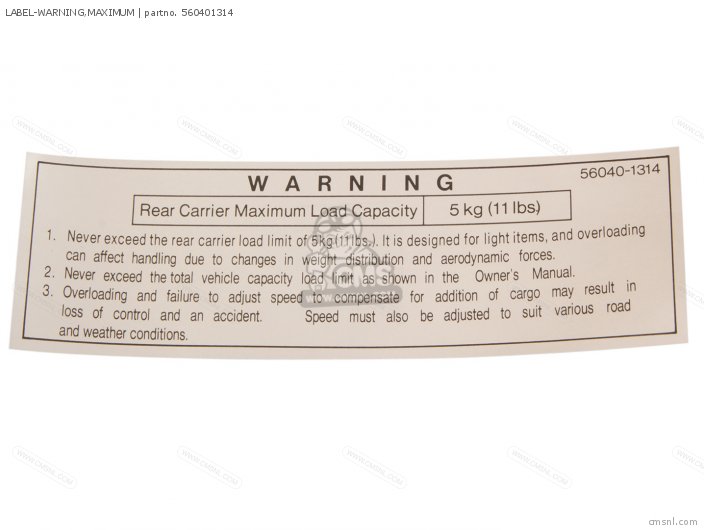 LABEL-WARNING,MAXIMUM | partno. 560401314
WARNING 56040-1314
Rear Carrier Maximum Load Capacity 5 kg (11 lbs)
1. Never exceed the rear carrier load limit of 5kg(11lbs.). It is designed for light items, and overloading
can affect handling due to changes in weight distribution and aerodynamic forces.
2. Never exceed the total vehicle capacity load limit as shown in the Owner's Manual.
3. Overloading and failure to adjust speed to compensate for addition of cargo may result in
loss of control and an accident. Speed must also be adjusted to suit various road
and weather conditions.
CMS
WWW.CMSNL.COM
cmsnl.com